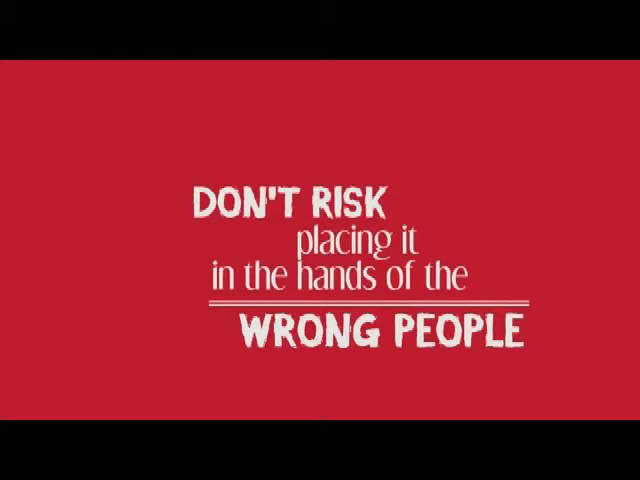 DON'T RISK
placing it
in the hands of the
WRONG PEOPLE